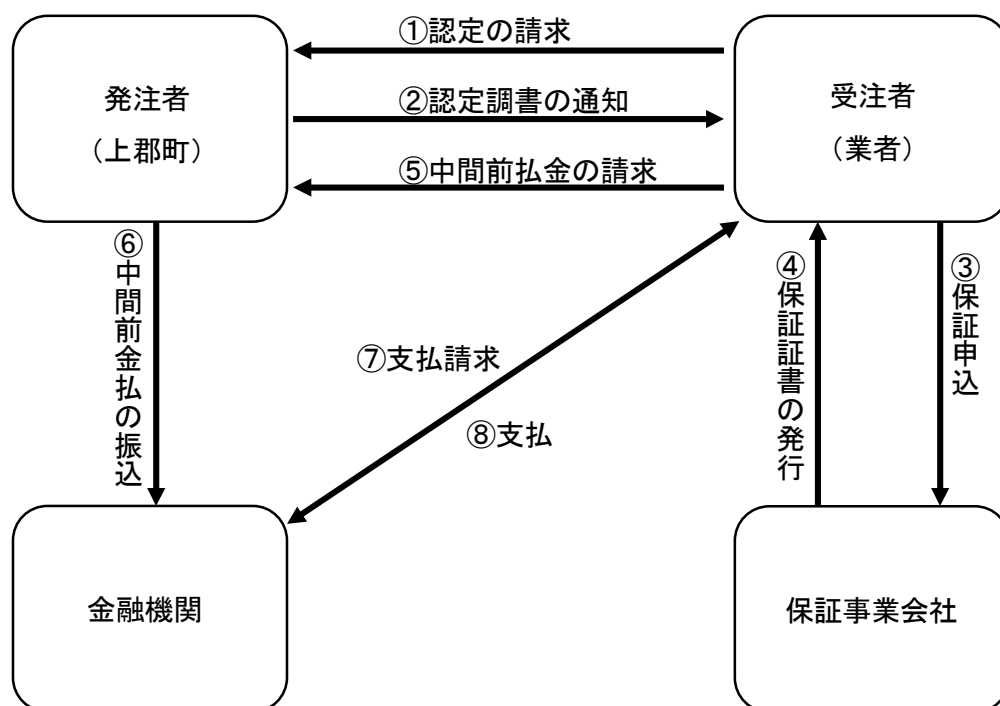 ①認定の請求
発注者
（上郡町）
②認定調書の通知
受注者
（業者）
⑤中間前払金の請求
⑥中間前金払の振込
④保証証書の発行
③保証申込
⑦支払請求
⑧支払
金融機関
保証事業会社